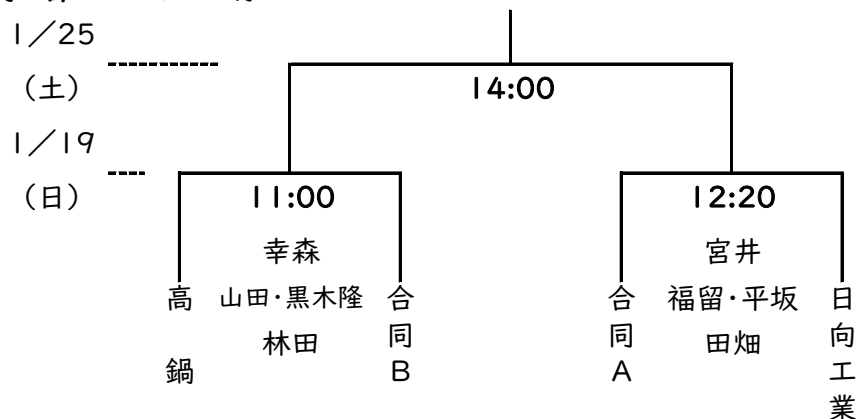 1/25
(土)
14:00
1/19
(日)
11:00
12:20
幸森
宮井
山田・黒木隆
福留・平坂
林田
田畑
高鍋
合同B
合同A
日向工業